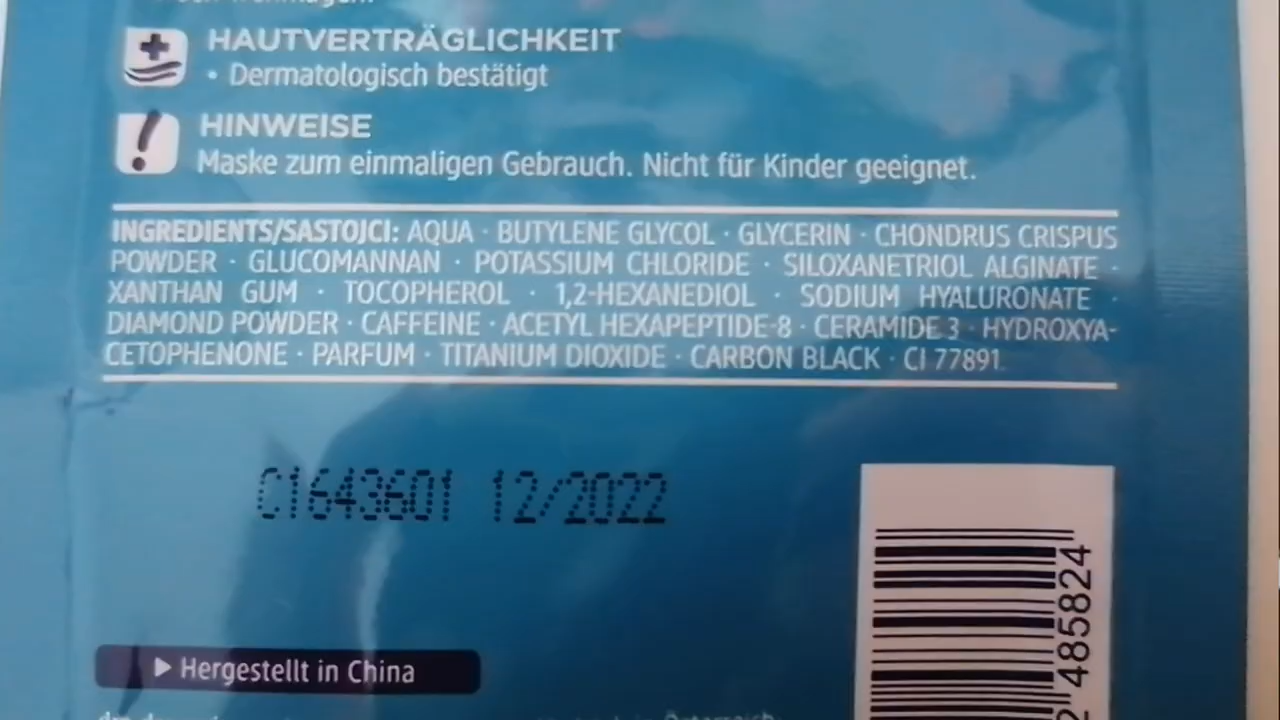 HAUTVERTRÄGLICHKEIT
• Dermatologisch bestätigt
HINWEISE
Maske zum einmaligen Gebrauch. Nicht für Kinder geeignet.
INGREDIENTS/SASTOJCI: AQUA · BUTYLENE GLYCOL · GLYCERIN · CHONDRUS CRISPUS
POWDER · GLUCOMANNAN · POTASSIUM CHLORIDE · SILOXANETRIOL ALGINATE ·
XANTHAN GUM · TOCOPHEROL · 1,2-HEXANEDIOL · SODIUM HYALURONATE ·
DIAMOND POWDER · CAFFEINE · ACETYL HEXAPEPTIDE-8 · CERAMIDE 3 · HYDROXYA-
CETOPHENONE · PARFUM · TITANIUM DIOXIDE · CARBON BLACK · CI 77891
C1643601 12/2022
485824
▶ Hergestellt in China